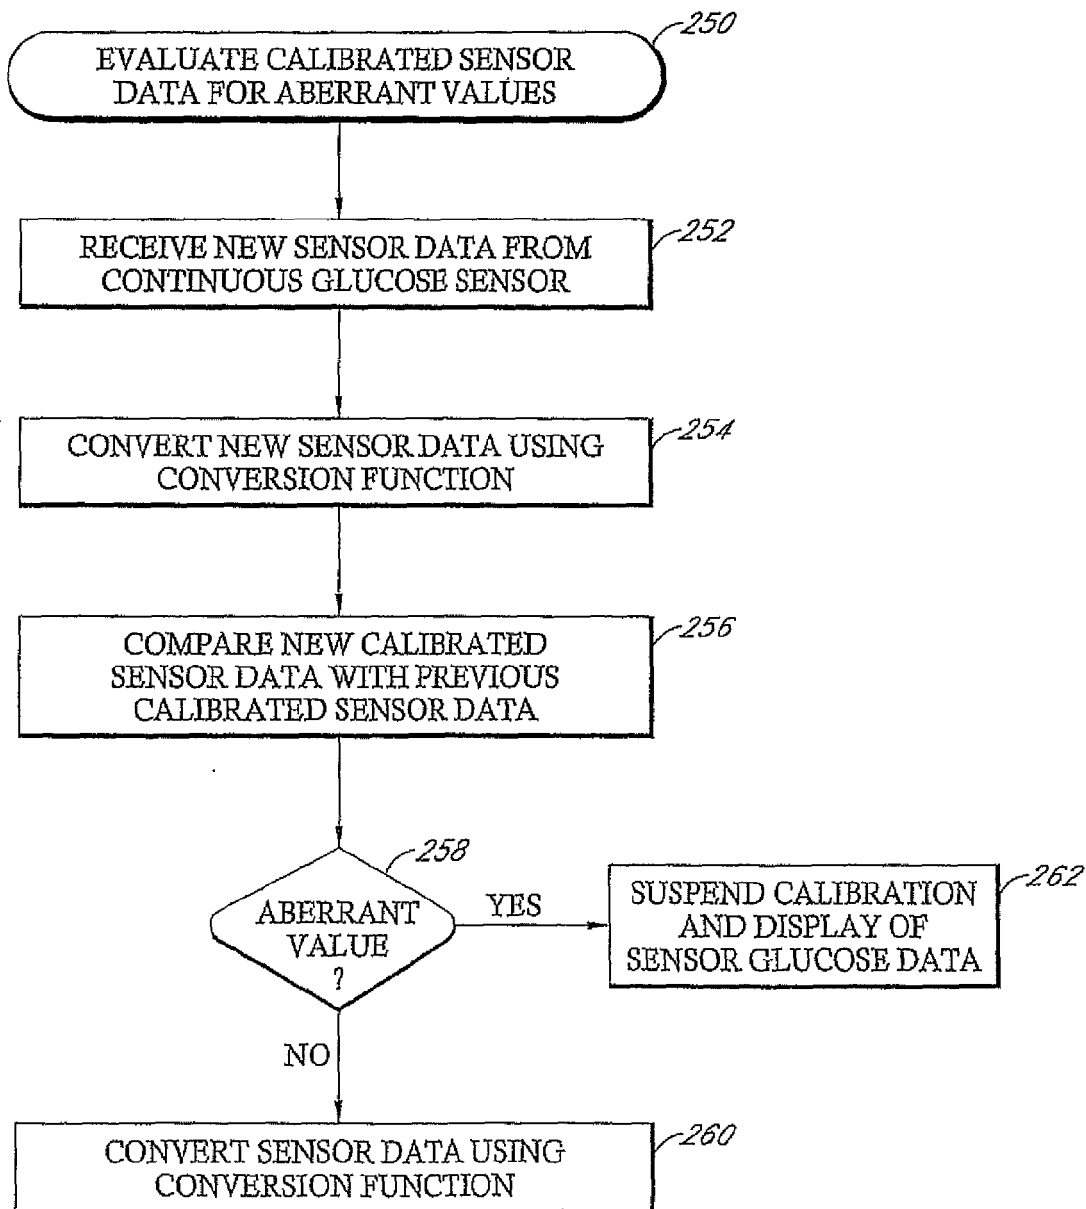 250
EVALUATE CALIBRATED SENSOR
DATA FOR ABERRANT VALUES
252
RECEIVE NEW SENSOR DATA FROM
CONTINUOUS GLUCOSE SENSOR
254
CONVERT NEW SENSOR DATA USING
CONVERSION FUNCTION
256
COMPARE NEW CALIBRATED
SENSOR DATA WITH PREVIOUS
CALIBRATED SENSOR DATA
258
ABERRANT
VALUE
?
YES
262
SUSPEND CALIBRATION
AND DISPLAY OF
SENSOR GLUCOSE DATA
NO
260
CONVERT SENSOR DATA USING
CONVERSION FUNCTION